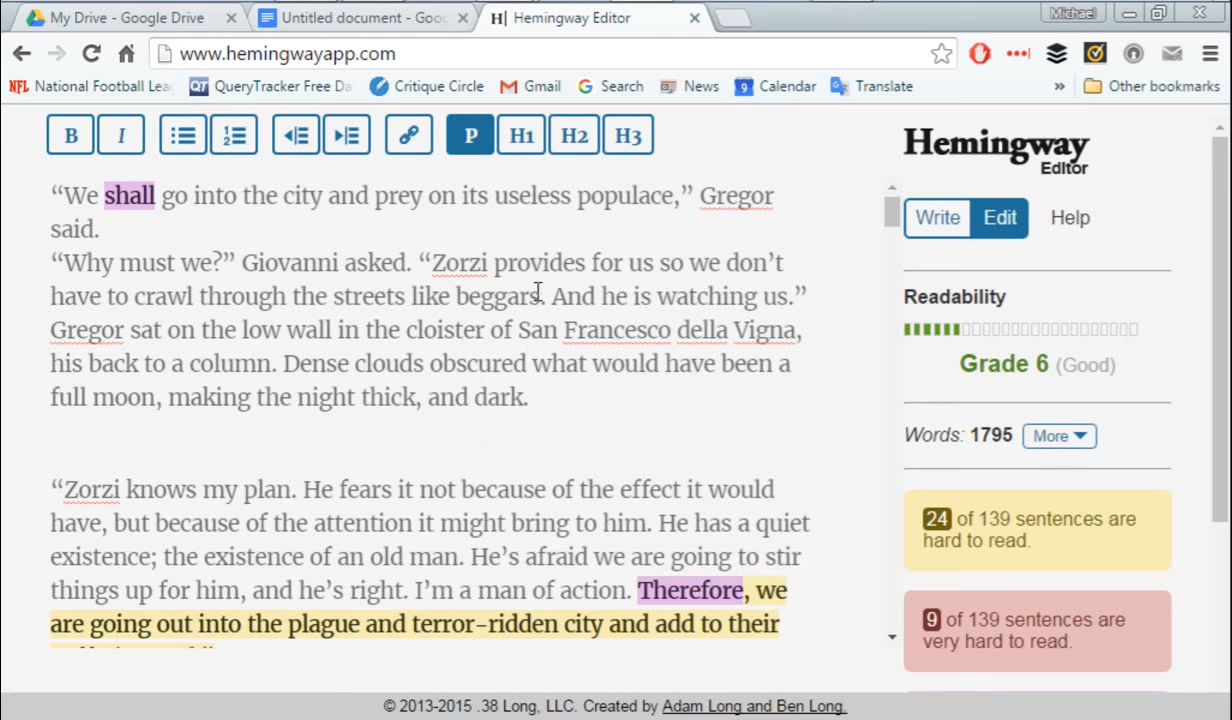 My Drive - Google Drive
Untitled document - Goo
H| Hemingway Editor
Michael
www.hemingwayapp.com
NFL National Football Lea
QT QueryTracker Free Da
Critique Circle
Gmail
G Search
News
9 Calendar
Translate
» Other bookmarks
B I P H1 H2 H3
Hemingway
Editor
Write Edit Help
“We shall go into the city and prey on its useless populace,” Gregor
said.
“Why must we?” Giovanni asked. “Zorzi provides for us so we don’t
have to crawl through the streets like beggars. And he is watching us.”
Gregor sat on the low wall in the cloister of San Francesco della Vigna,
his back to a column. Dense clouds obscured what would have been a
full moon, making the night thick, and dark.
“Zorzi knows my plan. He fears it not because of the effect it would
have, but because of the attention it might bring to him. He has a quiet
existence; the existence of an old man. He’s afraid we are going to stir
things up for him, and he’s right. I’m a man of action. Therefore, we
are going out into the plague and terror-ridden city and add to their
Readability
Grade 6 (Good)
Words: 1795 More
24 of 139 sentences are
hard to read.
9 of 139 sentences are
very hard to read.
© 2013-2015 .38 Long, LLC. Created by Adam Long and Ben Long.